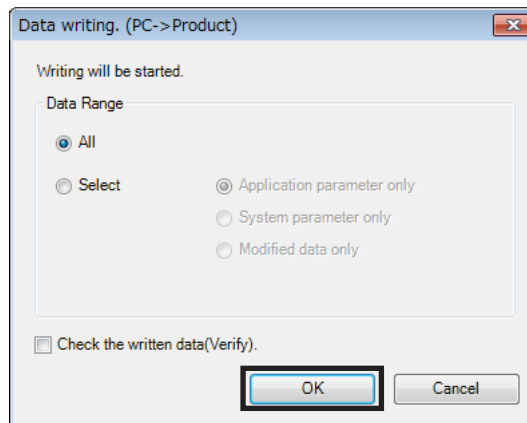 Data writing. (PC->Product)
Writing will be started.
Data Range
All
Select
Application parameter only
System parameter only
Modified data only
Check the written data(Verify).
OK
Cancel